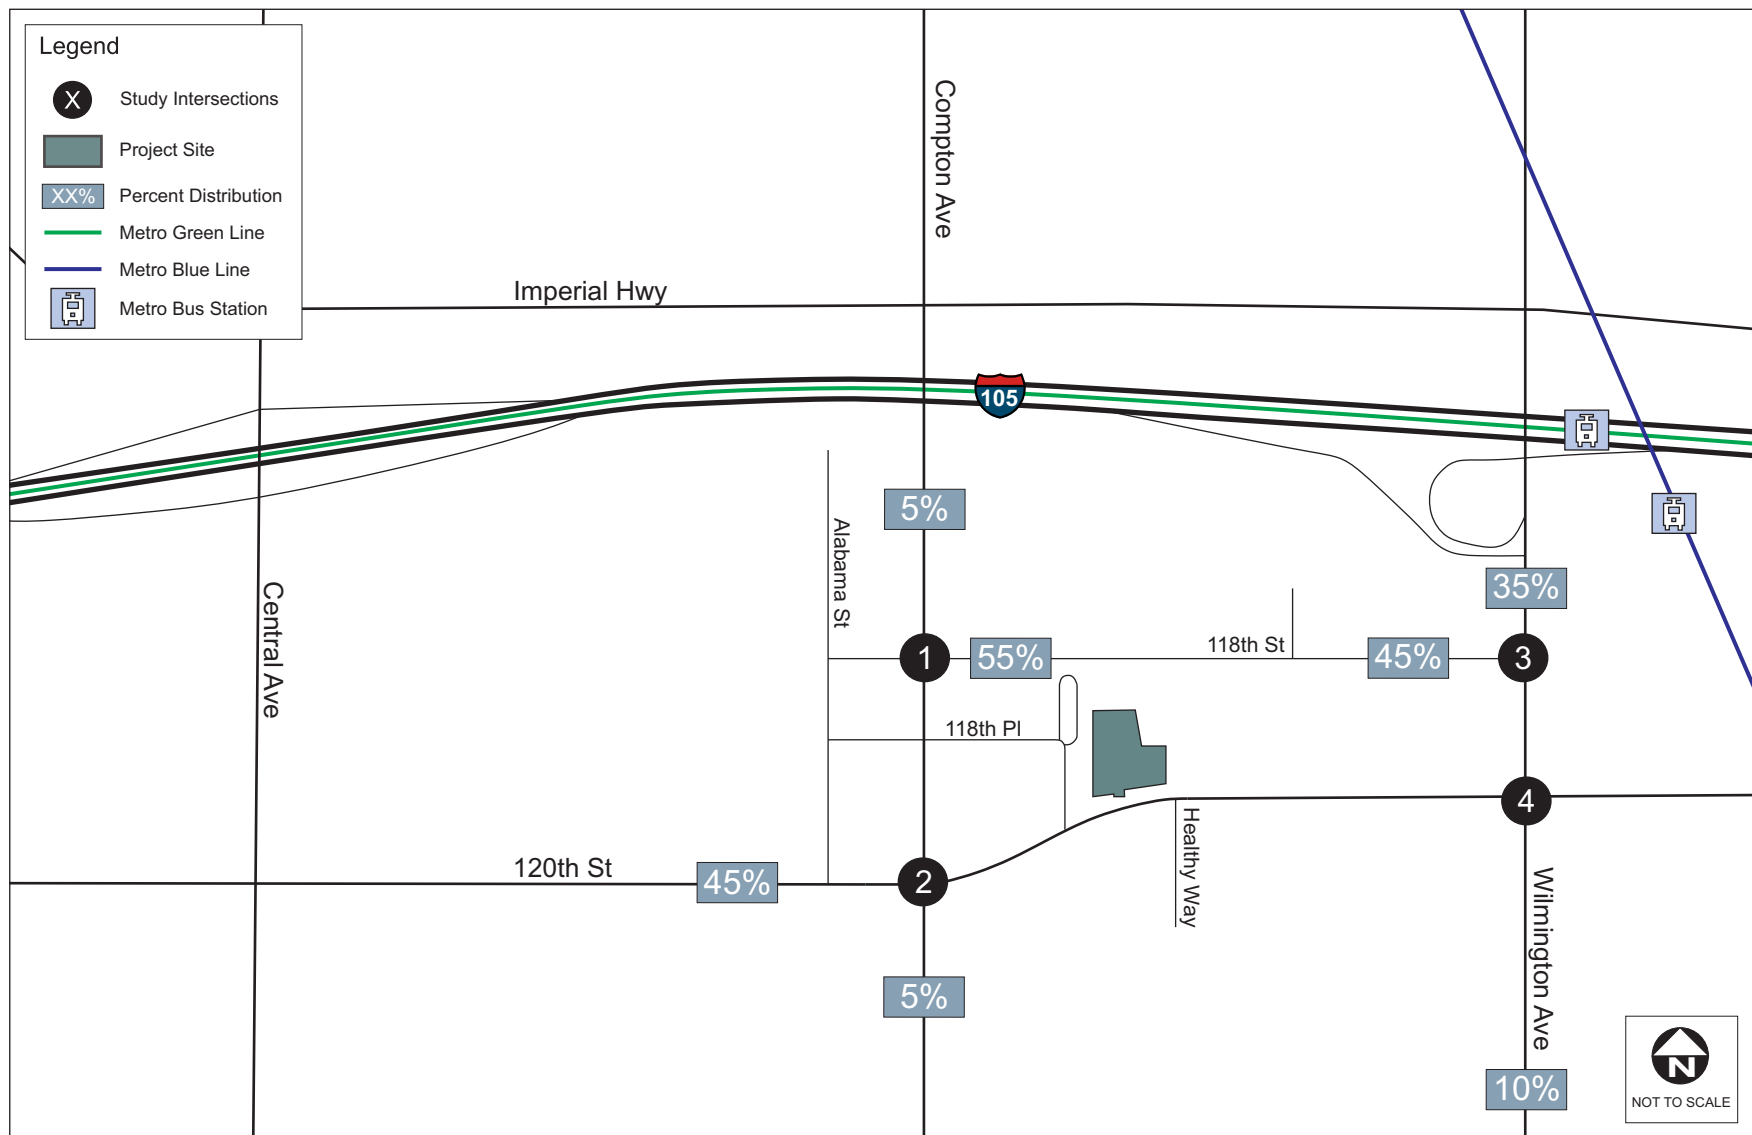 Legend
X Study Intersections
Project Site
XX% Percent Distribution
Metro Green Line
Metro Blue Line
Metro Bus Station
Compton Ave
Imperial Hwy
105
5%
Alabama St
35%
Central Ave
1
55%
118th St
45%
3
118th Pl
4
Healthy Way
120th St
45%
2
Wilmington Ave
5%
10%
N
NOT TO SCALE